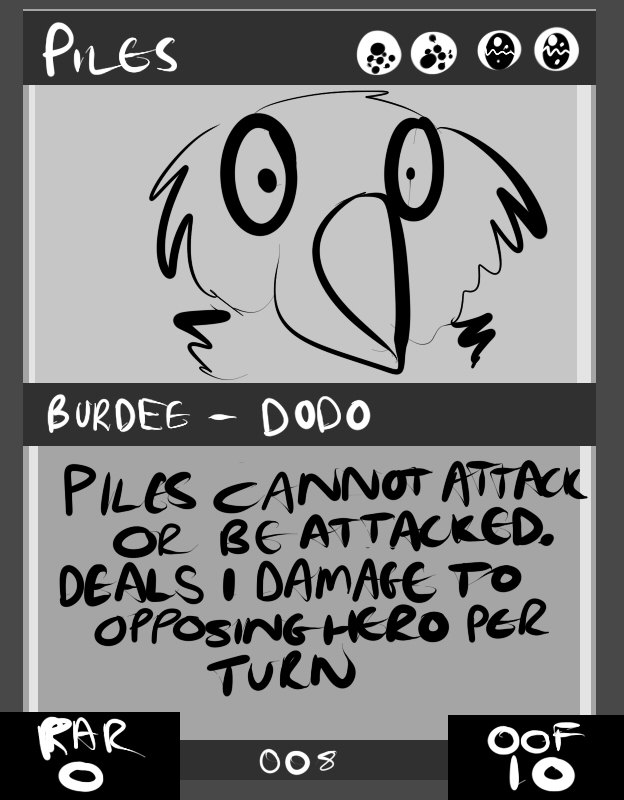 PILES
BURDEE - DODO
PILES CANNOT ATTACK
OR BE ATTACKED.
DEALS 1 DAMAGE TO
OPPOSING HERO PER
TURN
RAR
0
008
OOF
10